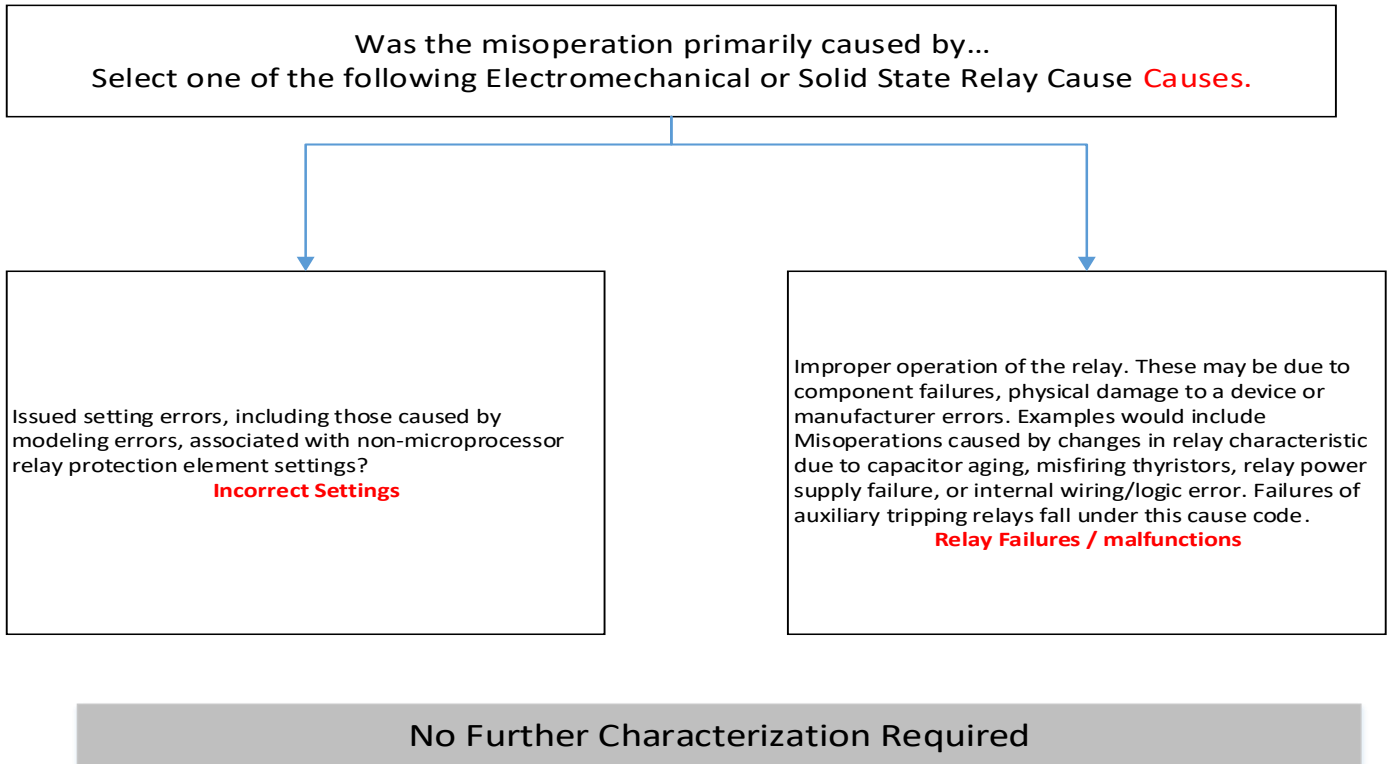 Was the misoperation primarily caused by...
Select one of the following Electromechanical or Solid State Relay Cause Causes.
Issued setting errors, including those caused by
modeling errors, associated with non-microprocessor
relay protection element settings?
Incorrect Settings
Improper operation of the relay. These may be due to
component failures, physical damage to a device or
manufacturer errors. Examples would include
Misoperations caused by changes in relay characteristic
due to capacitor aging, misfiring thyristors, relay power
supply failure, or internal wiring/logic error. Failures of
auxiliary tripping relays fall under this cause code.
Relay Failures / malfunctions
No Further Characterization Required